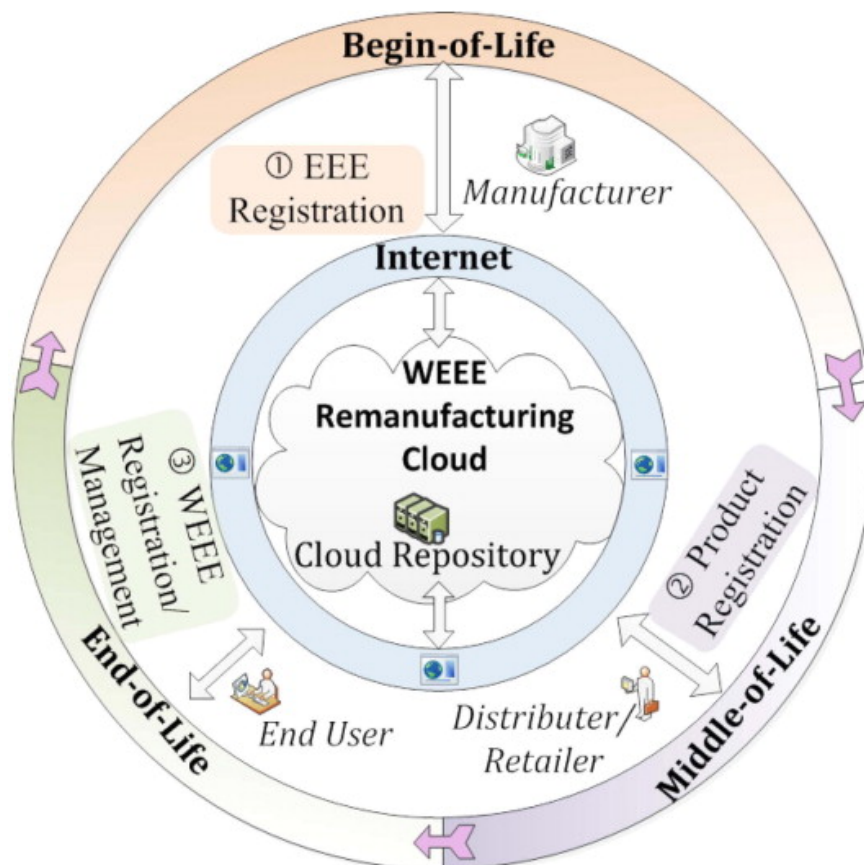 Begin-of-Life
① EEE
Registration
Manufacturer
Internet
WEEE
Remanufacturing
Cloud
Cloud Repository
② Product
Registration
Middle-of-Life
Distributer/
Retailer
③ WEEE
Registration/
Management
End User
End-of-Life